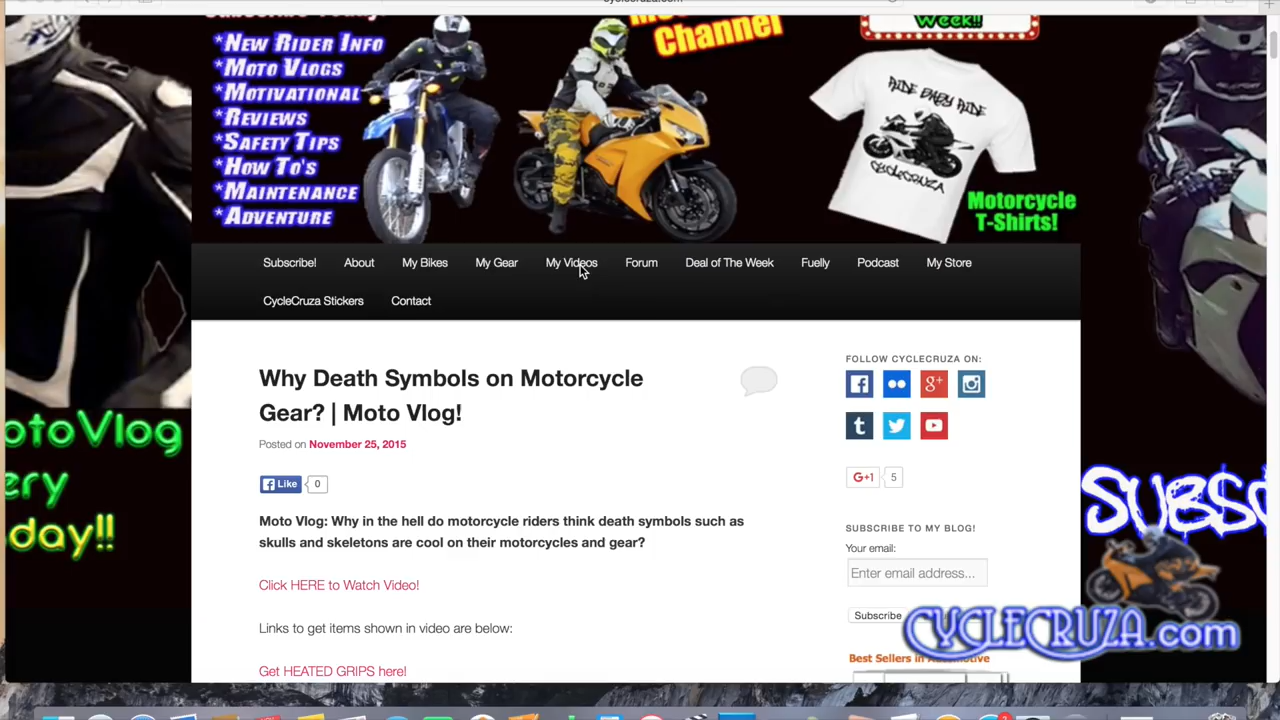 *New Rider Info
*Moto Vlogs
*Motivational
*Reviews
*Safety Tips
*How To's
*Maintenance
*Adventure
Channel
Week!!
RIDE BABY RIDE
CYCLECRUZA
Motorcycle
T-Shirts!
Subscribe! About My Bikes My Gear My Videos Forum Deal of The Week Fuelly Podcast My Store
CycleCruza Stickers Contact
Why Death Symbols on Motorcycle
Gear? | Moto Vlog!
Posted on November 25, 2015
Like 0
Moto Vlog: Why in the hell do motorcycle riders think death symbols such as
skulls and skeletons are cool on their motorcycles and gear?
Click HERE to Watch Video!
Links to get items shown in video are below:
Get HEATED GRIPS here!
FOLLOW CYCLECRUZA ON:
G+1 5
SUBSCRIBE TO MY BLOG!
Your email:
Enter email address...
Subscribe
CYCLECRUZA.com
Best Sellers in Automotive
otoVlog
ery
day!!
SUBSC